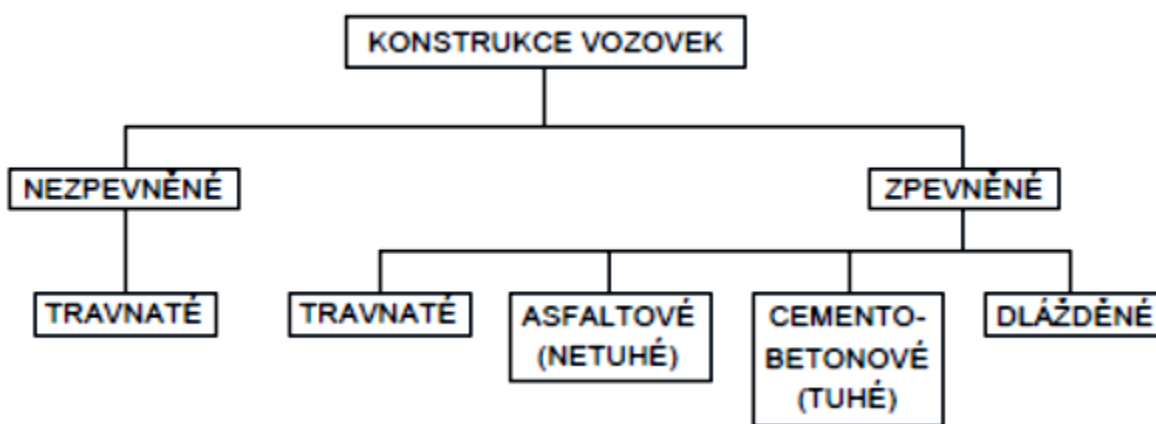 KONSTRUKCE VOZOVEK
NEZPEVNĚNÉ
ZPEVNĚNÉ
TRAVNATÉ
TRAVNATÉ
ASFALTOVÉ
(NETUHÉ)
CEMENTO-
BETONOVÉ
(TUHÉ)
DLÁŽDĚNÉ